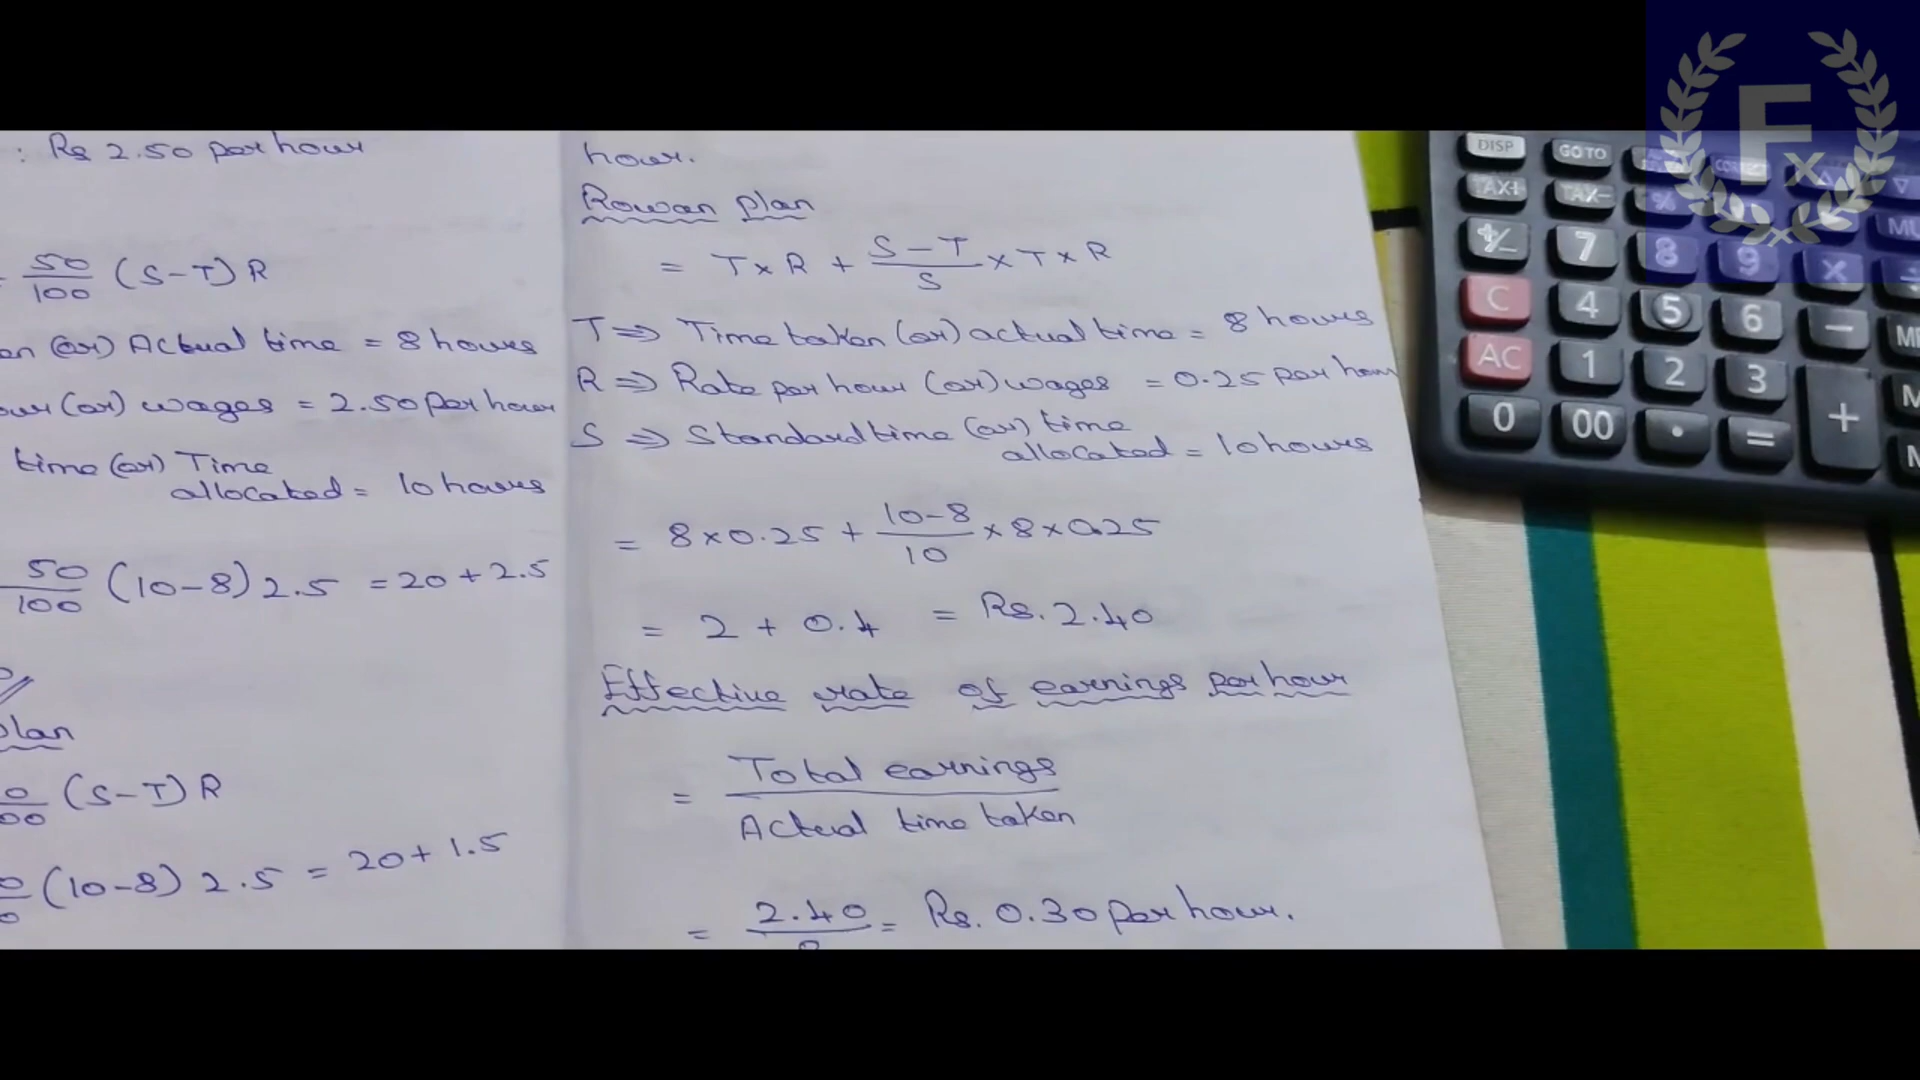 : Rs 2.50 per hour
50/100 (S-T) R
(or) Actual time = 8 hours
(or) wages = 2.50 per hour
time (or) Time
allocated = 10 hours
50/100 (10-8) 2.5 = 20 + 2.5
plan
(S-T) R
(10-8) 2.5 = 20 + 1.5
hour.
Rowan plan
= T x R + S - T/S x T x R
T => Time taken (or) actual time = 8 hours
R => Rate per hour (or) wages = 0.25 per hour
S => Standard time (or) time
allocated = 10 hours
= 8 x 0.25 + 10-8/10 x 8 x 0.25
= 2 + 0.4 = Rs. 2.40
Effective rate of earnings per hour
= Total earnings/Actual time taken
= 2.40/8 = Rs. 0.30 per hour.
Fx
DISP GOTO
TAX+ TAX- %
+/- 7 8 9 x ÷
C 4 5 6 -
AC 1 2 3 +
0 00 . =